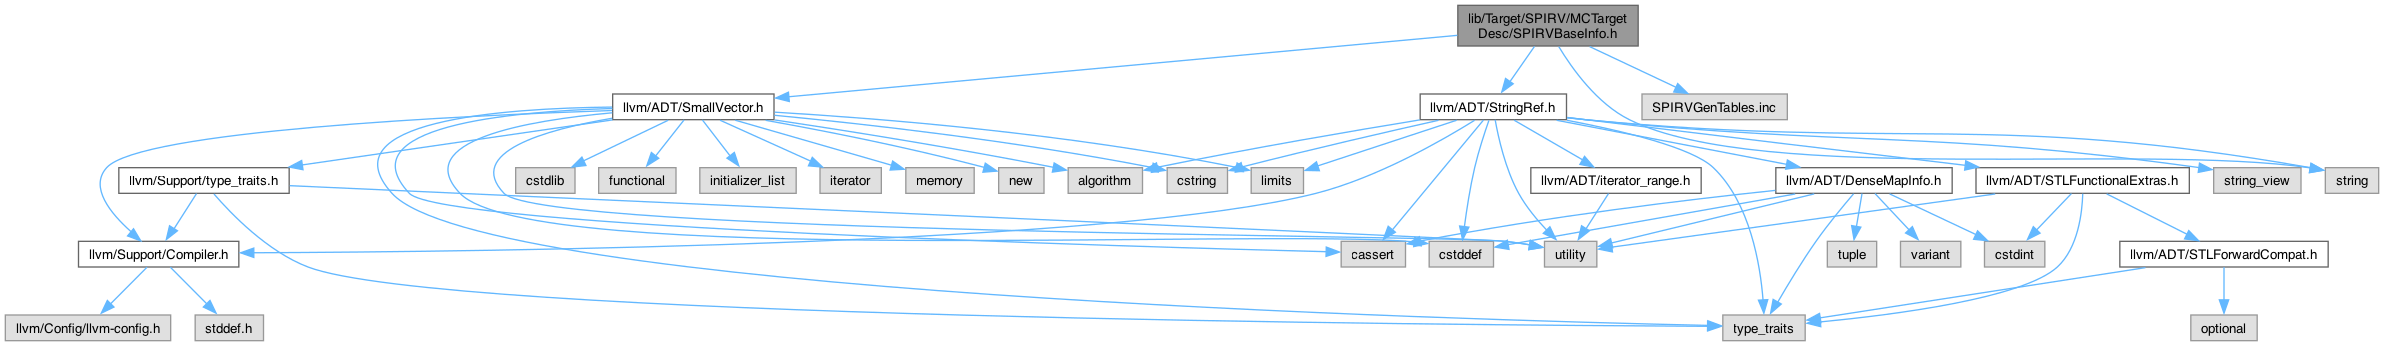 lib/Target/SPIRV/MCTarget
Desc/SPIRVBaseInfo.h
llvm/ADT/SmallVector.h
llvm/ADT/StringRef.h
SPIRVGenTables.inc
llvm/Support/type_traits.h
cstdlib
functional
initializer_list
iterator
memory
new
algorithm
cstring
limits
llvm/ADT/iterator_range.h
llvm/ADT/DenseMapInfo.h
llvm/ADT/STLFunctionalExtras.h
string_view
string
llvm/Support/Compiler.h
cassert
cstddef
utility
tuple
variant
cstdint
llvm/ADT/STLForwardCompat.h
llvm/Config/llvm-config.h
stddef.h
type_traits
optional